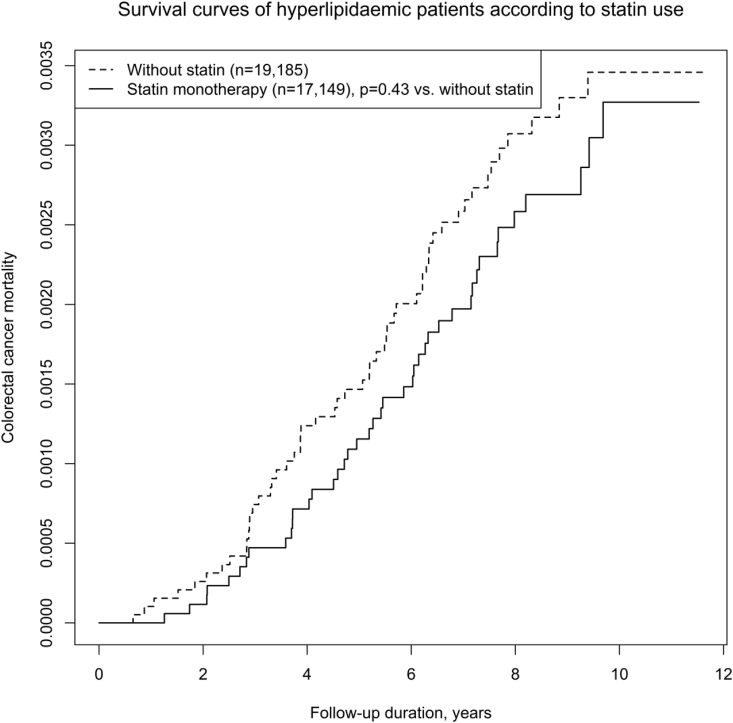 Survival curves of hyperlipidaemic patients according to statin use
Without statin (n=19,185)
Statin monotherapy (n=17,149), p=0.43 vs. without statin
0.0035
0.0030
0.0025
0.0020
0.0015
0.0010
0.0005
0.0000
Colorectal cancer mortality
0 2 4 6 8 10 12
Follow-up duration, years